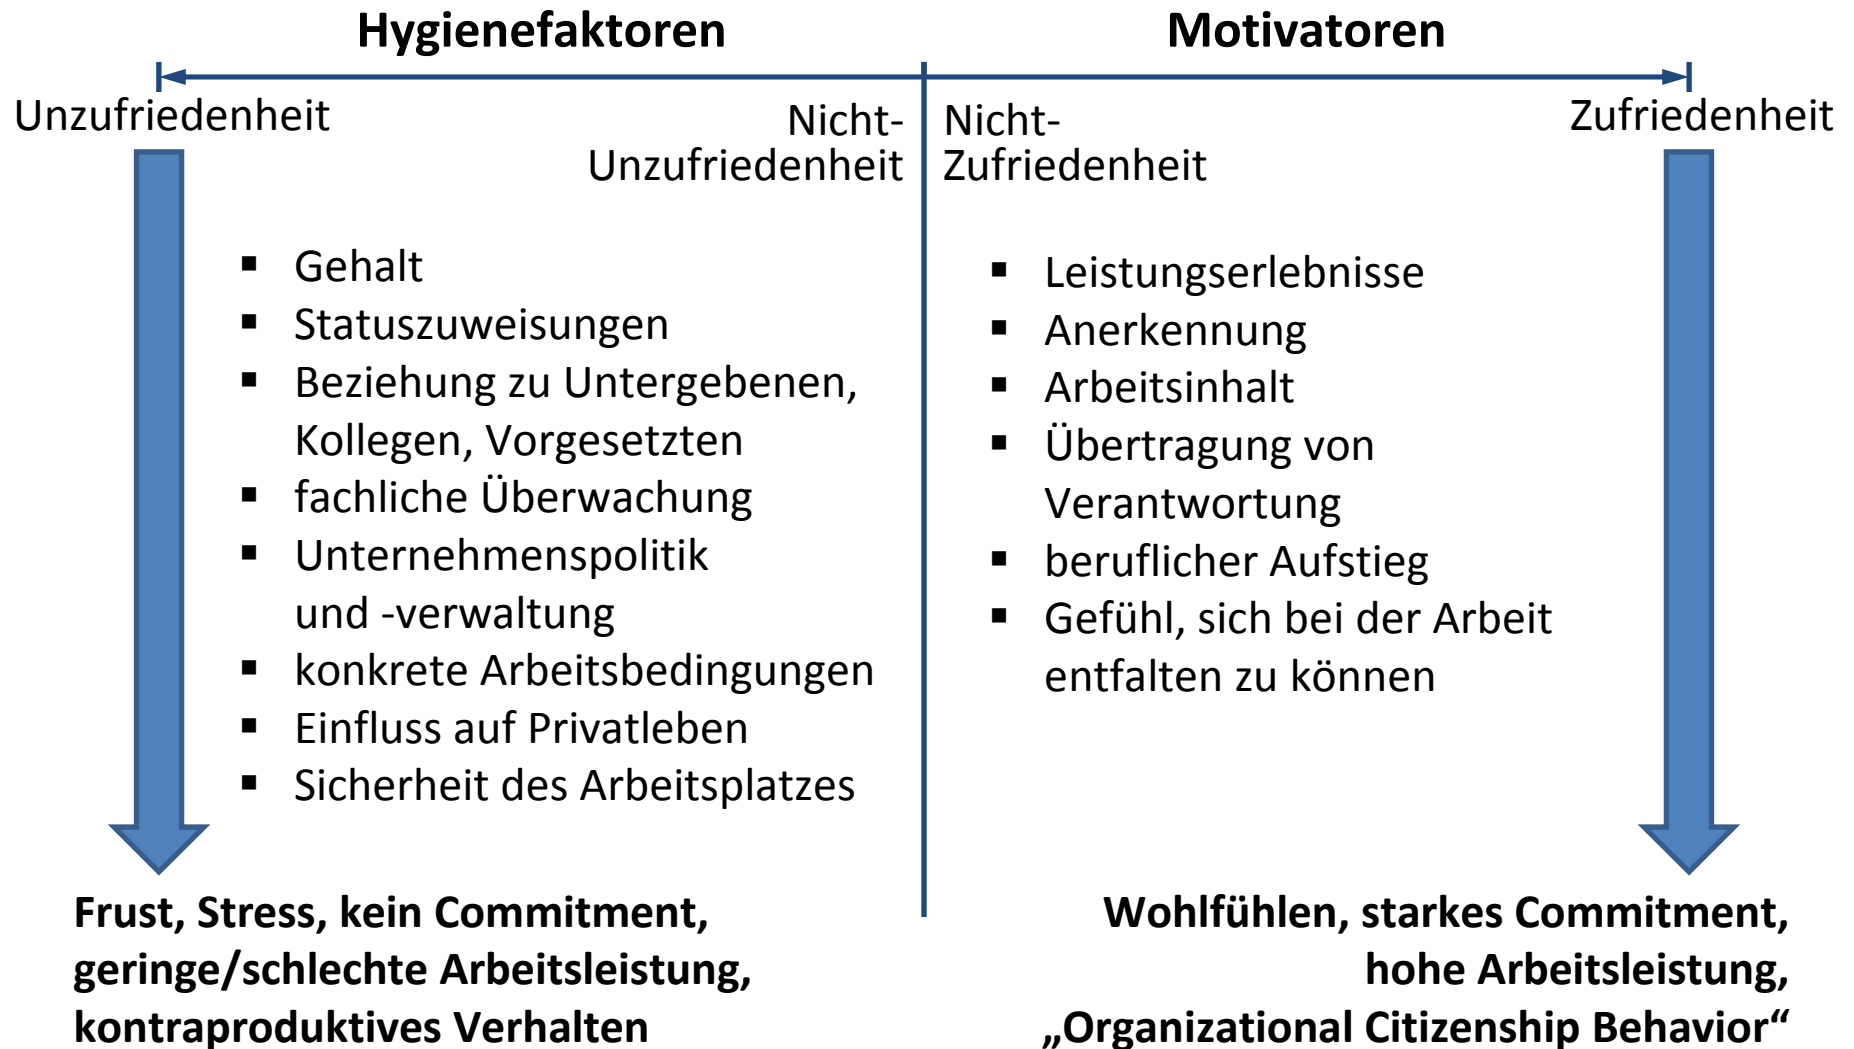 Hygienefaktoren
Motivatoren
Unzufriedenheit
Nicht-
Unzufriedenheit
Nicht-
Zufriedenheit
Zufriedenheit
▪ Gehalt
▪ Statuszuweisungen
▪ Beziehung zu Untergebenen,
Kollegen, Vorgesetzten
▪ fachliche Überwachung
▪ Unternehmenspolitik
und -verwaltung
▪ konkrete Arbeitsbedingungen
▪ Einfluss auf Privatleben
▪ Sicherheit des Arbeitsplatzes
▪ Leistungserlebnisse
▪ Anerkennung
▪ Arbeitsinhalt
▪ Übertragung von
Verantwortung
▪ beruflicher Aufstieg
▪ Gefühl, sich bei der Arbeit
entfalten zu können
Frust, Stress, kein Commitment,
geringe/schlechte Arbeitsleistung,
kontraproduktives Verhalten
Wohlfühlen, starkes Commitment,
hohe Arbeitsleistung,
„Organizational Citizenship Behavior“